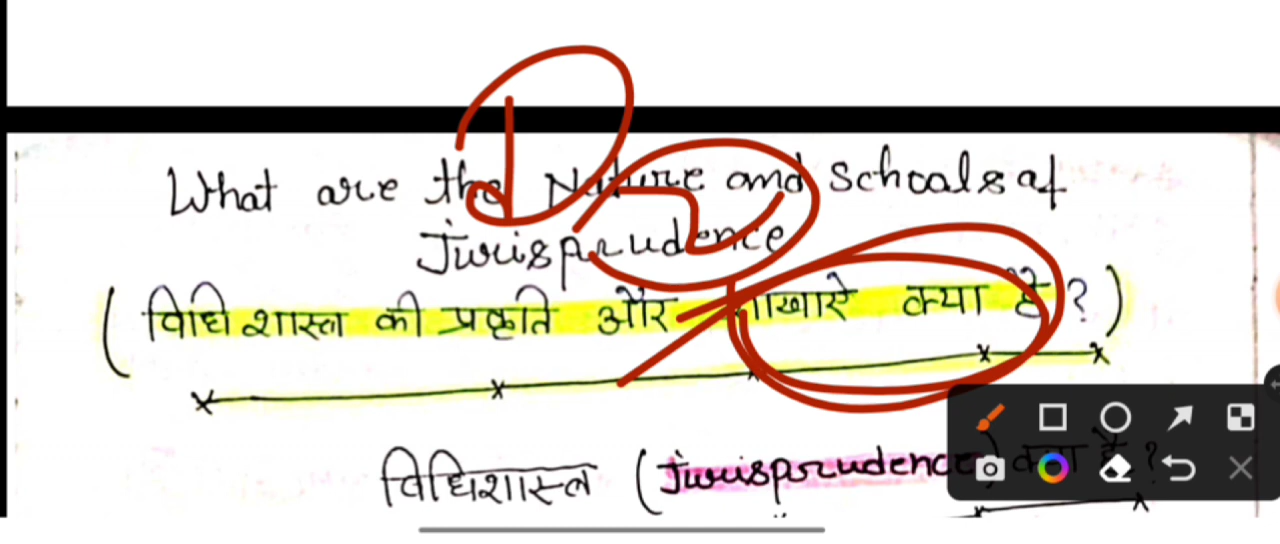 What are the Nature and Schools of
Jurisprudence
(विधि शास्त्र की प्रकृति और शाखाऐ क्या है ?)
विधिशास्त्र (Jurisprudence) क्या है ?